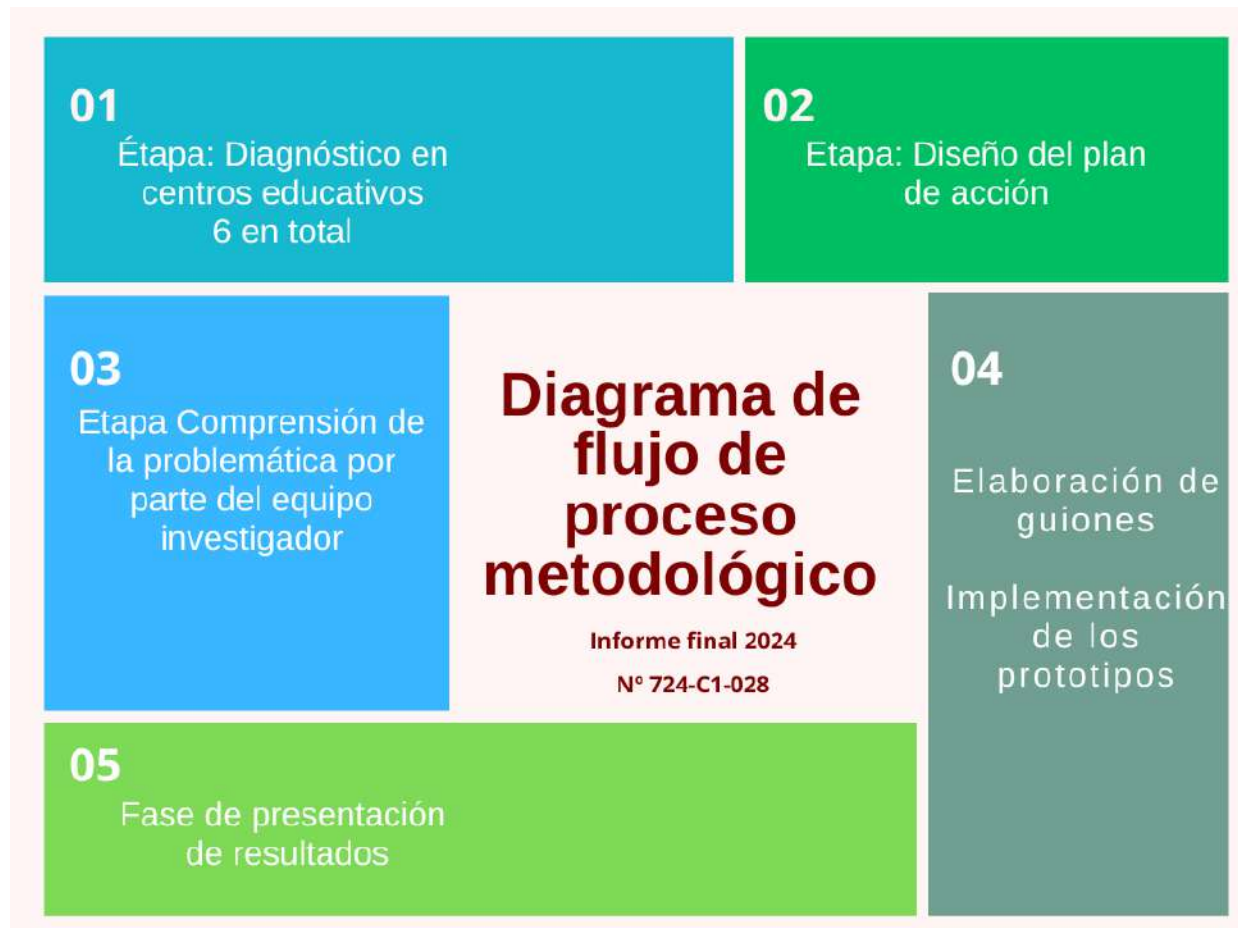 01
Étapa: Diagnóstico en
centros educativos
6 en total
02
Etapa: Diseño del plan
de acción
03
Etapa Comprensión de
la problemática por
parte del equipo
investigador
Diagrama de
flujo de
proceso
metodológico
Informe final 2024
Nº 724-C1-028
04
Elaboración de
guiones
Implementación
de los
prototipos
05
Fase de presentación
de resultados